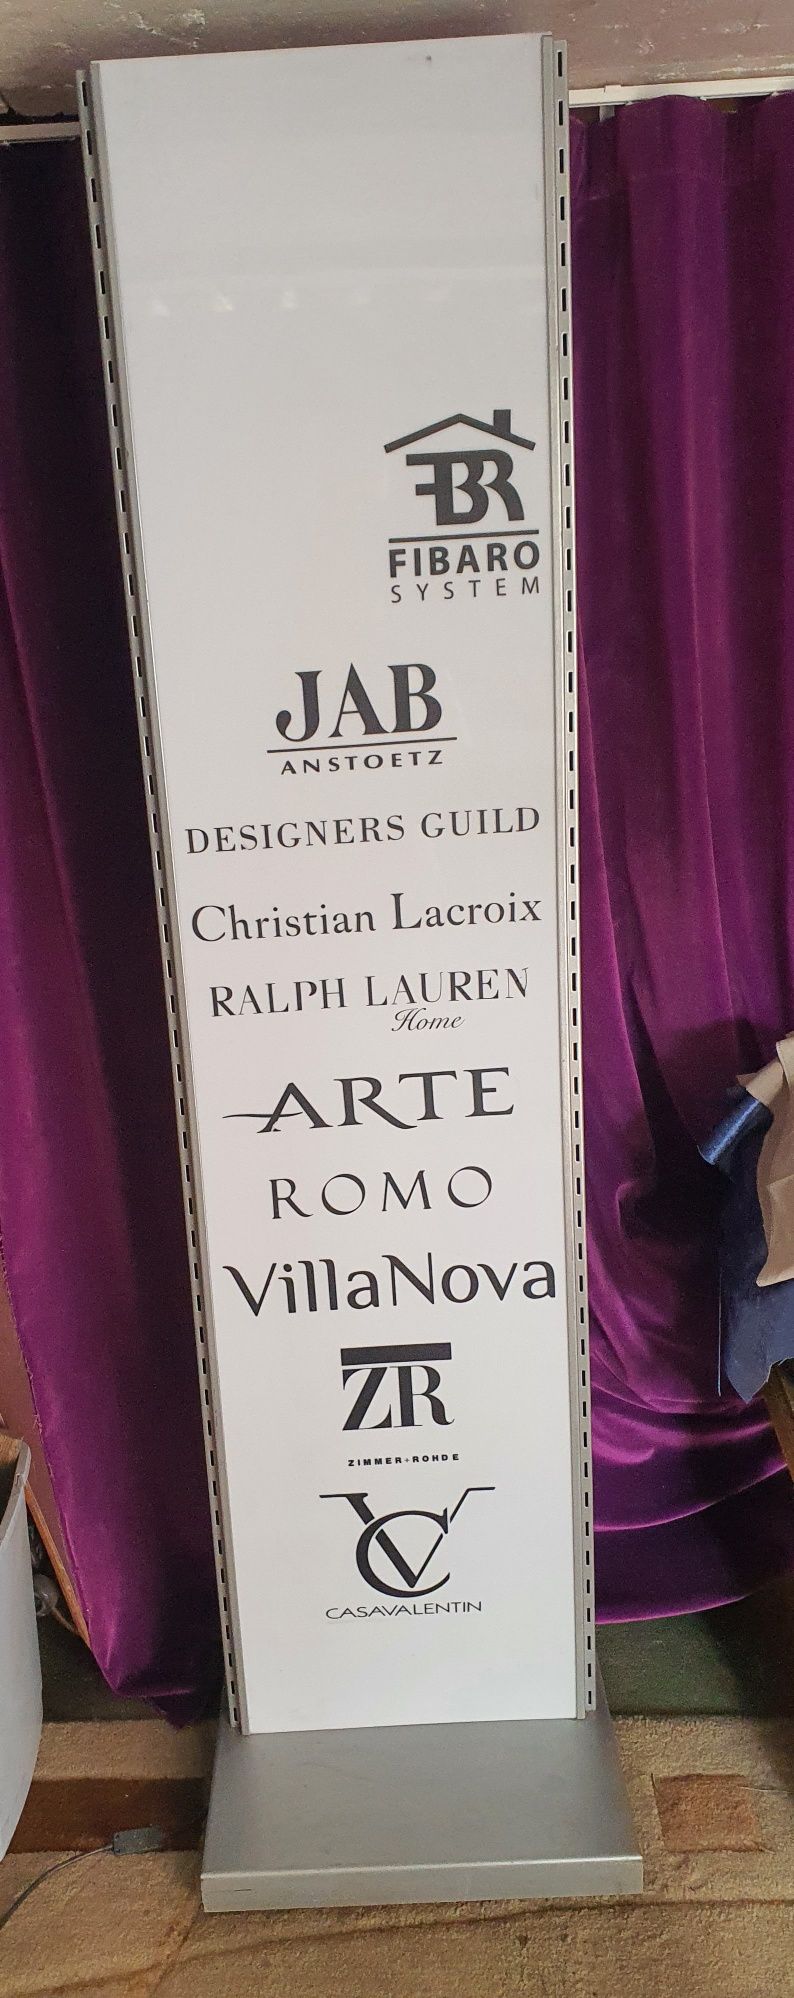 FBR
FIBARO
SYSTEM
JAB
ANSTOETZ
DESIGNERS GUILD
Christian Lacroix
RALPH LAUREN
Home
ARTE
ROMO
VillaNova
ZR
ZIMMER+ROHDE
CV
CASAVALENTIN